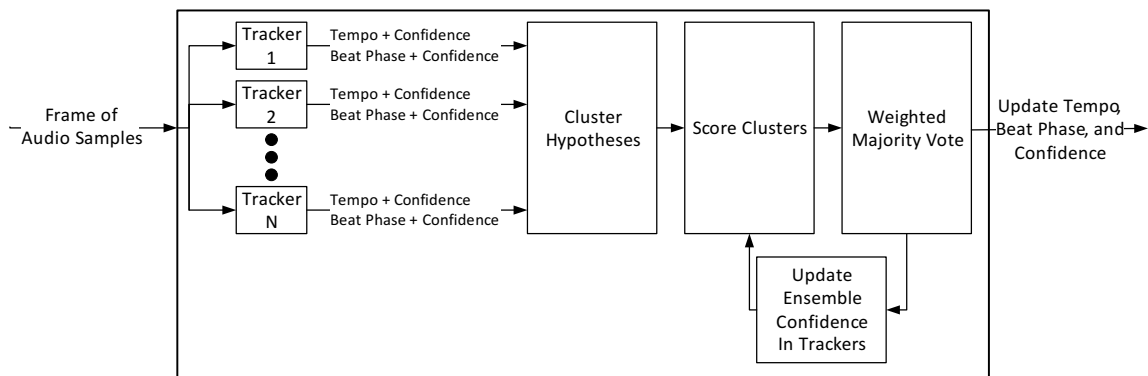 Frame of
Audio Samples
Tracker
1
Tempo + Confidence
Beat Phase + Confidence
Tracker
2
Tempo + Confidence
Beat Phase + Confidence
Tracker
N
Tempo + Confidence
Beat Phase + Confidence
Cluster
Hypotheses
Score Clusters
Weighted
Majority Vote
Update
Ensemble
Confidence
In Trackers
Update Tempo,
Beat Phase, and
Confidence